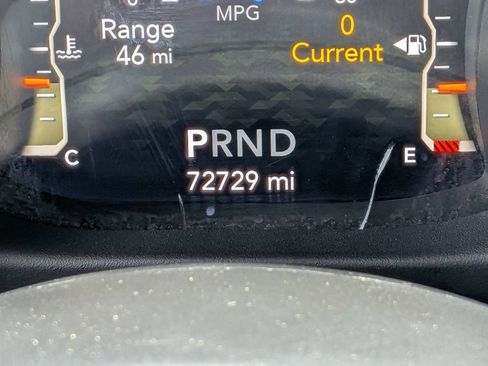 MPG
Range
46 mi
0
Current
C
E
PRND
72729 mi